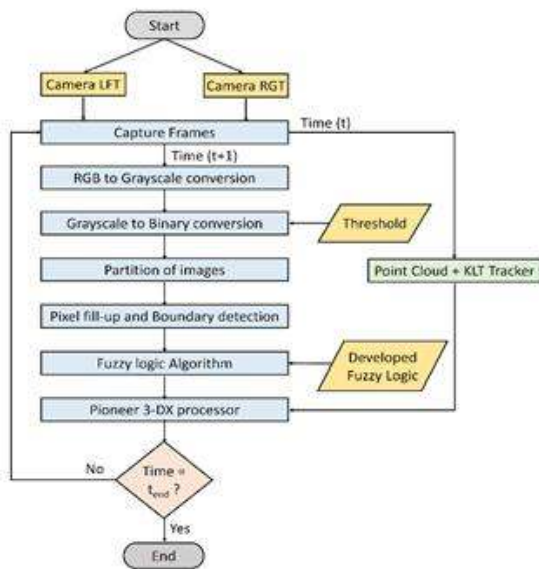 Start
Camera LFT
Camera RGT
Capture Frames
Time (t)
Time (t+1)
RGB to Grayscale conversion
Grayscale to Binary conversion
Threshold
Partition of images
Point Cloud + KLT Tracker
Pixel fill-up and Boundary detection
Fuzzy logic Algorithm
Developed
Fuzzy Logic
Pioneer 3-DX processor
No
Time =
t_end ?
Yes
End